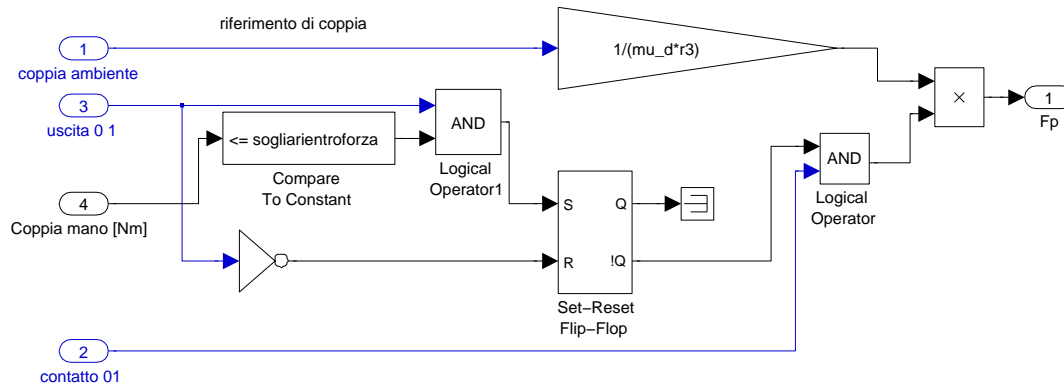 riferimento di coppia
1
coppia ambiente
1/(mu_d*r3)
3
uscita 0 1
<= sogliarientroforza
Compare
To Constant
AND
Logical
Operator1
×
1
Fp
4
Coppia mano [Nm]
S
Q
R
!Q
Set−Reset
Flip−Flop
AND
Logical
Operator
2
contatto 01